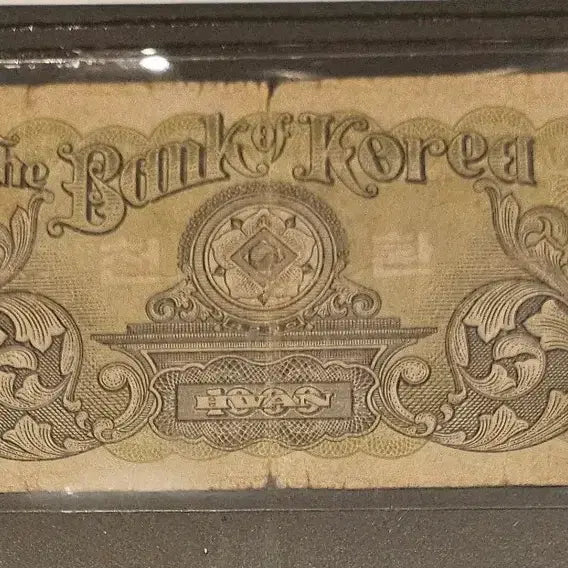 The Bank of Korea
HWAN